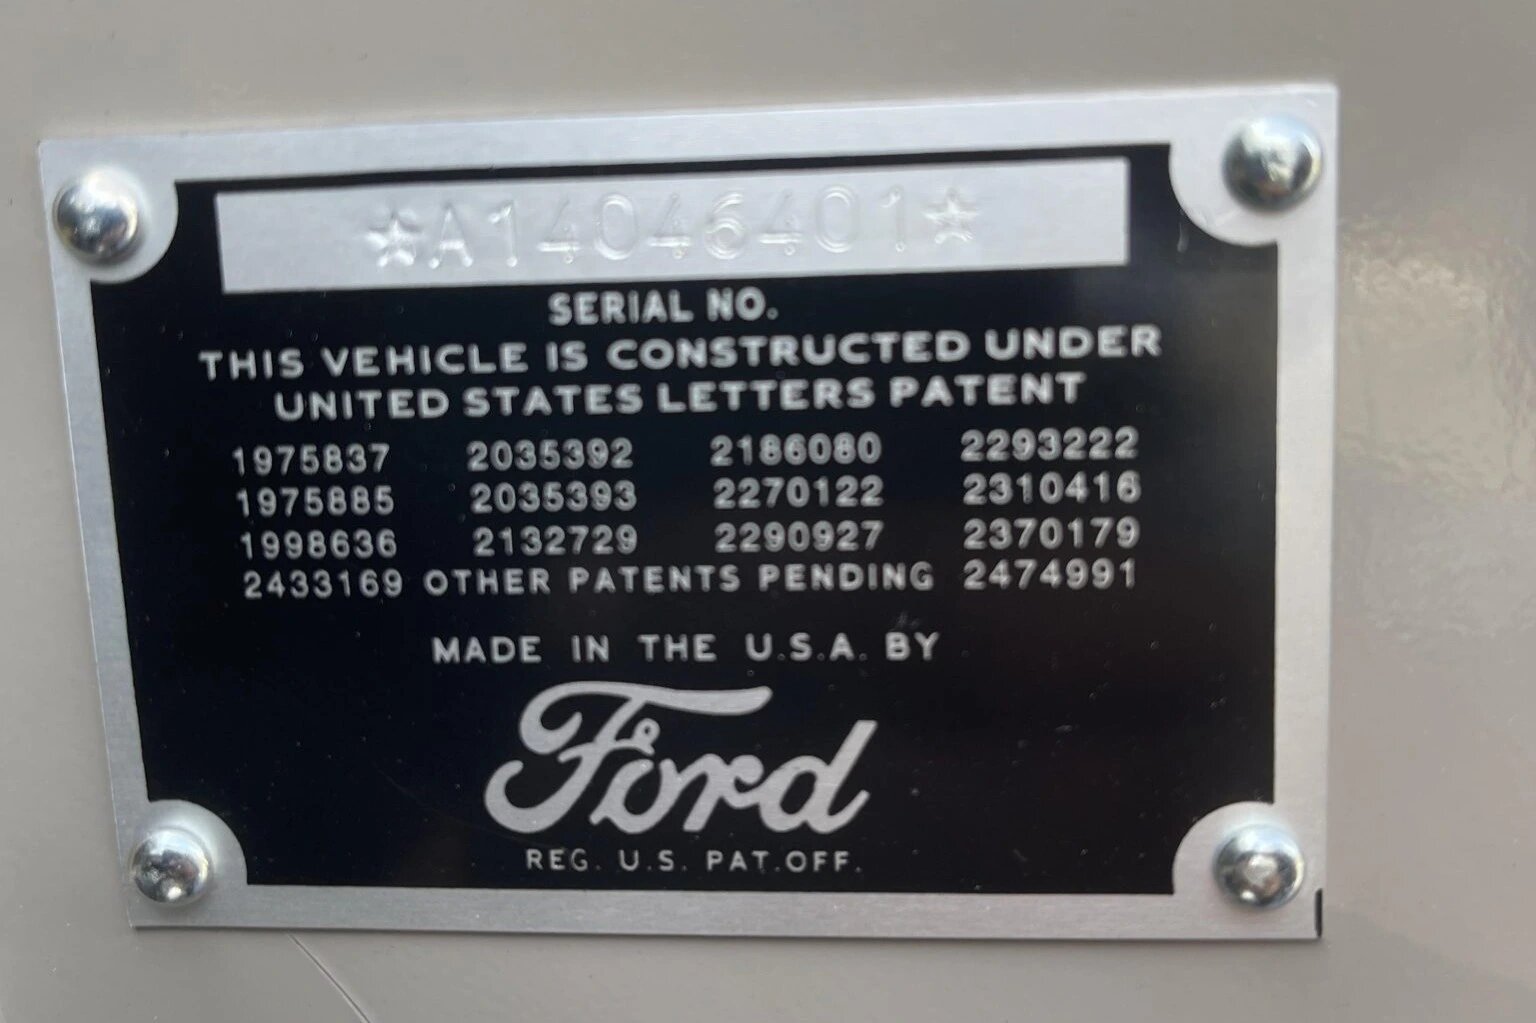 ★A14046401★
SERIAL NO.
THIS VEHICLE IS CONSTRUCTED UNDER
UNITED STATES LETTERS PATENT
1975837 2035392 2186080 2293222
1975885 2035393 2270122 2310416
1998636 2132729 2290927 2370179
2433169 OTHER PATENTS PENDING 2474991
MADE IN THE U.S.A. BY
Ford
REG. U.S. PAT.OFF.